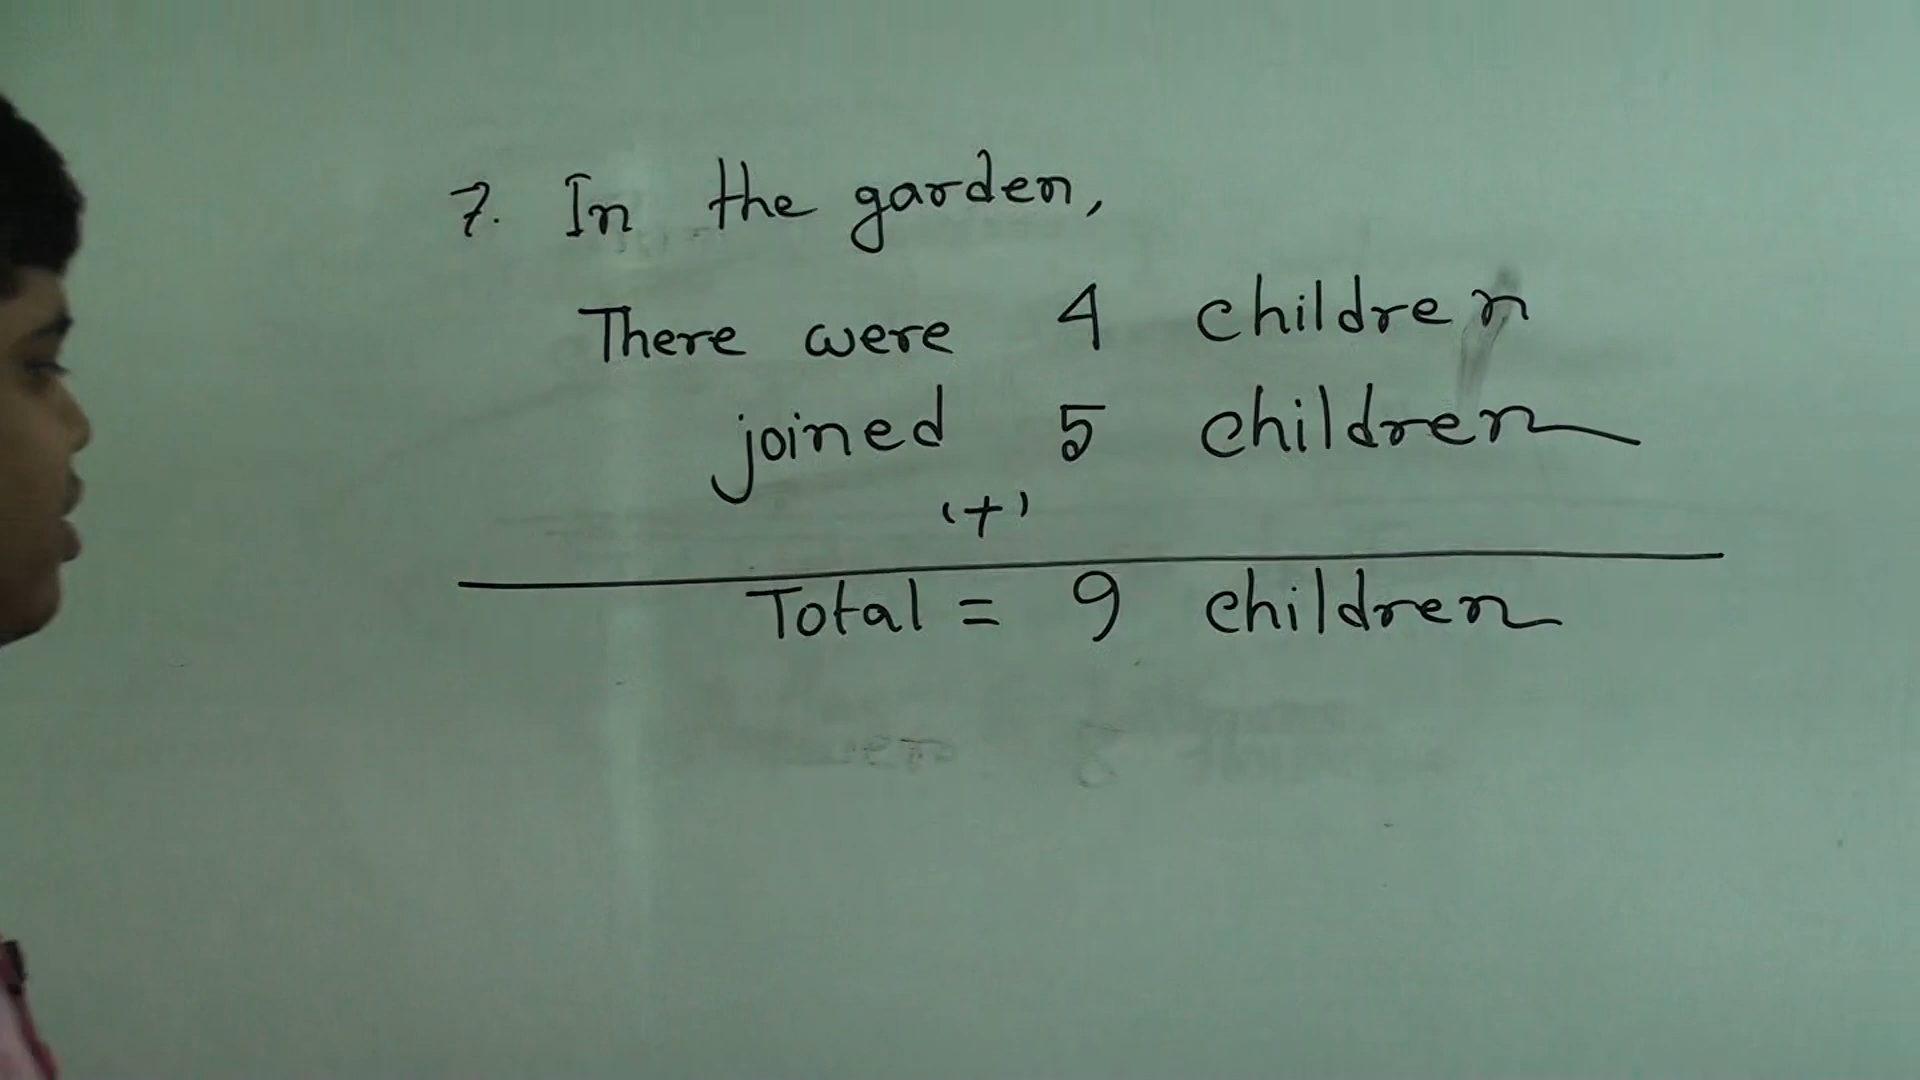 7. In the garden,
There were 4 children
joined 5 children
(+)
Total = 9 children